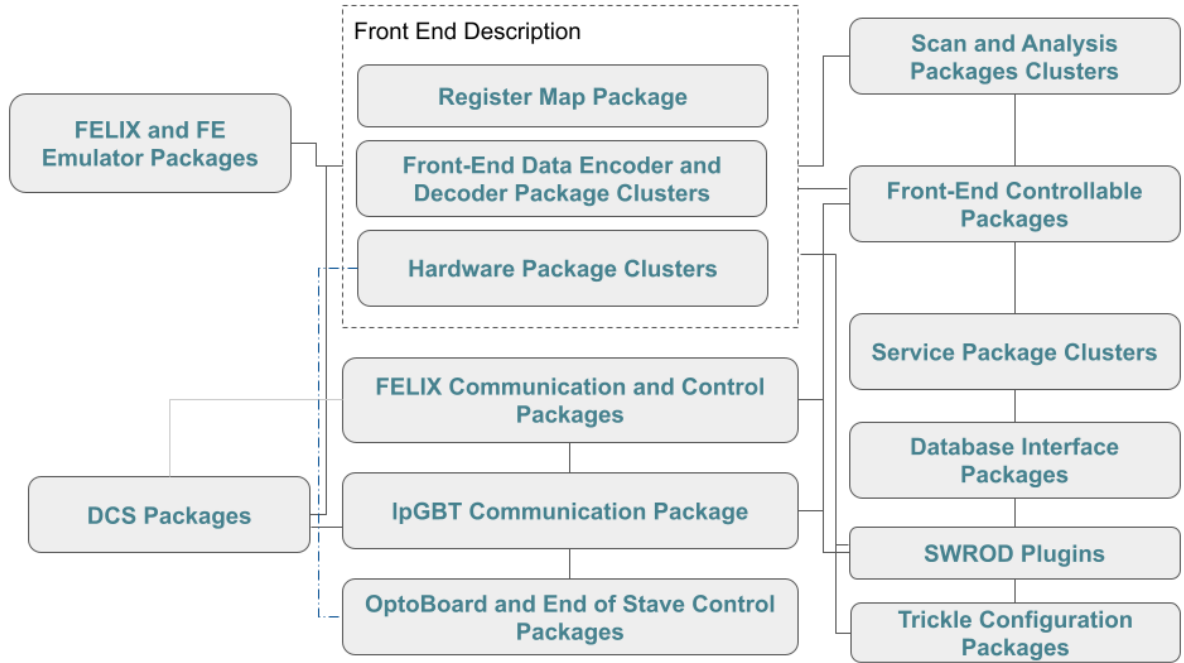 Front End Description
Register Map Package
Front-End Data Encoder and
Decoder Package Clusters
Hardware Package Clusters
FELIX and FE
Emulator Packages
DCS Packages
FELIX Communication and Control
Packages
lpGBT Communication Package
OptoBoard and End of Stave Control
Packages
Scan and Analysis
Packages Clusters
Front-End Controllable
Packages
Service Package Clusters
Database Interface
Packages
SWROD Plugins
Trickle Configuration
Packages